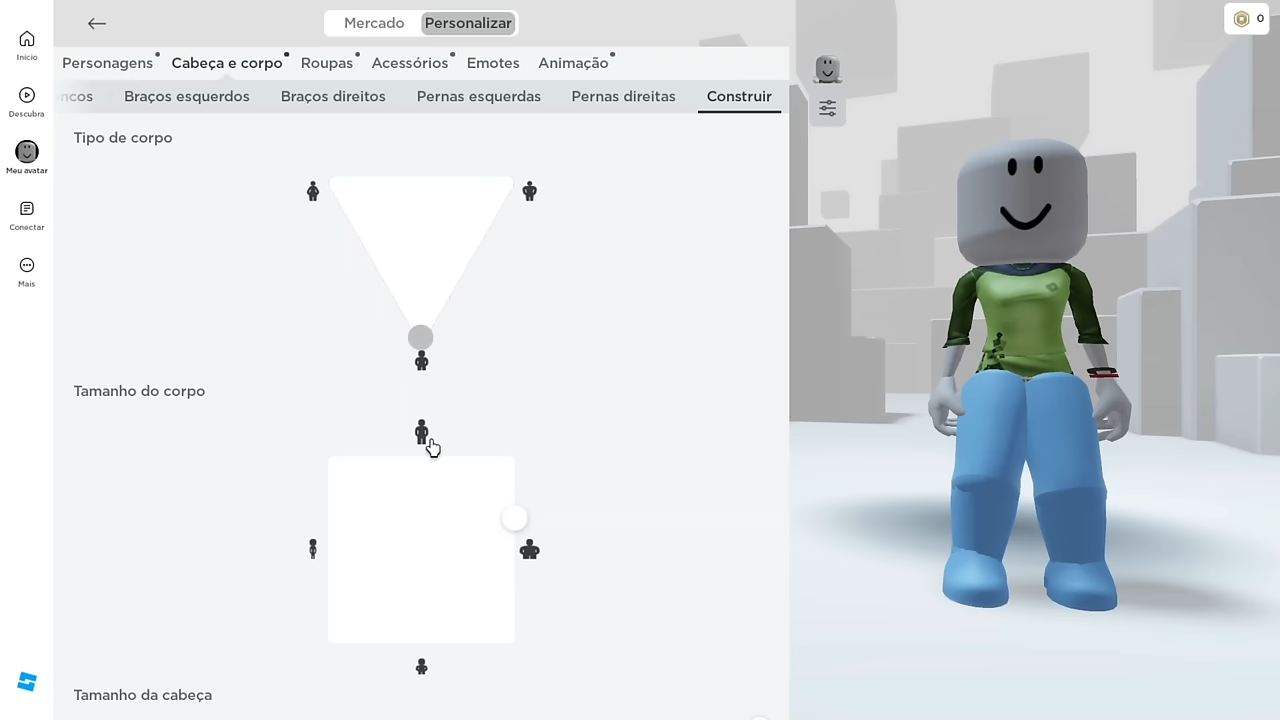 Mercado Personalizar
0
Início
Descubra
Meu avatar
Conectar
Mais
Personagens Cabeça e corpo Roupas Acessórios Emotes Animação
Braços esquerdos Braços direitos Pernas esquerdas Pernas direitas Construir
Tipo de corpo
Tamanho do corpo
Tamanho da cabeça